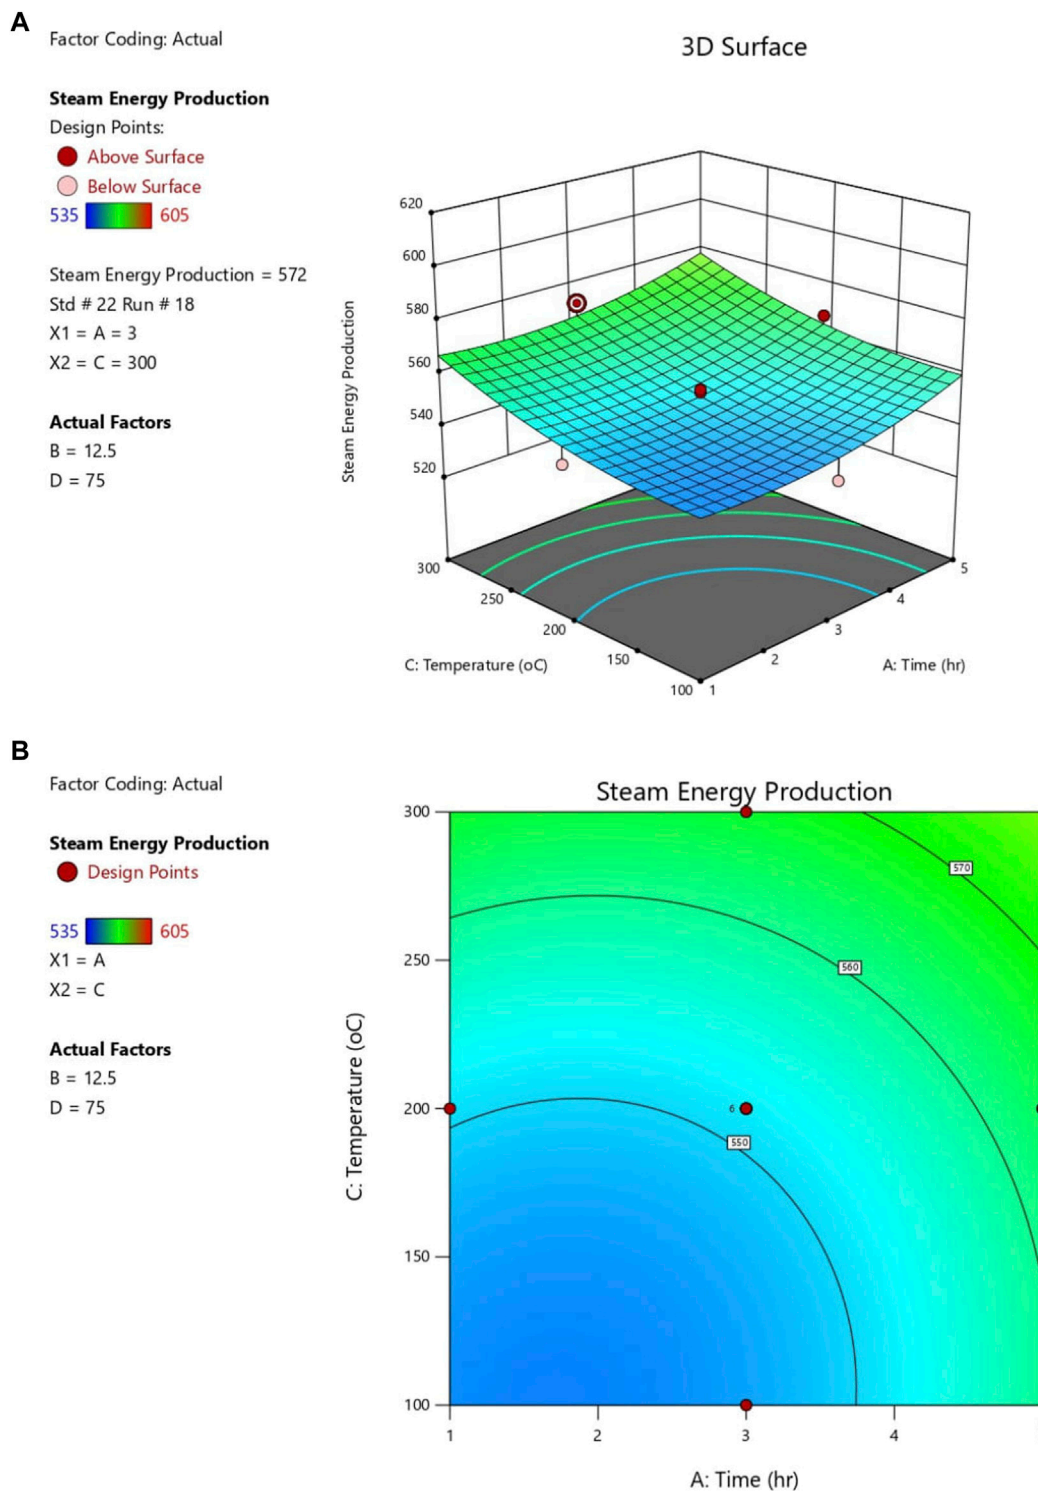 A
Factor Coding: Actual
3D Surface
Steam Energy Production
Design Points:
Above Surface
Below Surface
535 605
Steam Energy Production = 572
Std # 22 Run # 18
X1 = A = 3
X2 = C = 300
Actual Factors
B = 12.5
D = 75
Steam Energy Production
620
600
580
560
540
520
300
250
200
150
100
1
2
3
4
5
C: Temperature (oC)
A: Time (hr)
B
Factor Coding: Actual
Steam Energy Production
Steam Energy Production
Design Points
535 605
X1 = A
X2 = C
Actual Factors
B = 12.5
D = 75
C: Temperature (oC)
300
250
200
150
100
570
560
6
550
1 2 3 4
A: Time (hr)